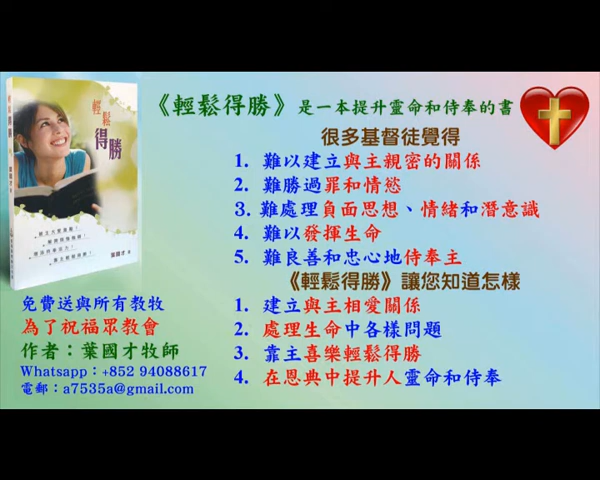 輕鬆
得勝
葉國才 著
《輕鬆得勝》是一本提升靈命和侍奉的書
很多基督徒覺得
1. 難以建立與主親密的關係
2. 難勝過罪和情慾
3. 難處理負面思想、情緒和潛意識
4. 難以發揮生命
5. 難良善和忠心地侍奉主
《輕鬆得勝》讓您知道怎樣
1. 建立與主相愛關係
2. 處理生命中各樣問題
3. 靠主喜樂輕鬆得勝
4. 在恩典中提升人靈命和侍奉
免費送與所有教牧
為了祝福眾教會
作者：葉國才牧師
Whatsapp：+852 94088617
電郵：a7535a@gmail.com